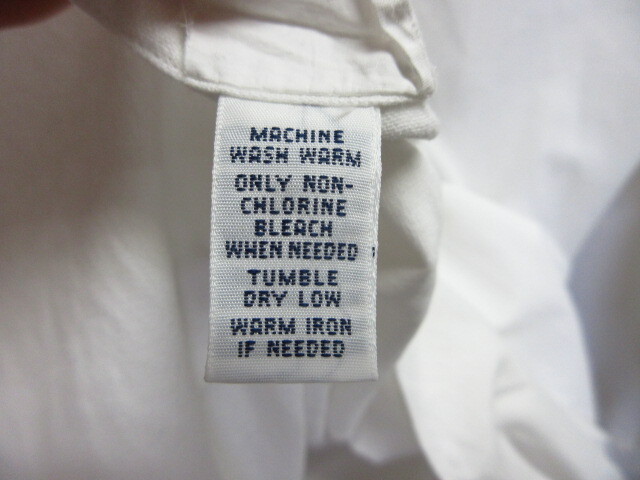 MACHINE
WASH WARM
ONLY NON-
CHLORINE
BLEACH
WHEN NEEDED
TUMBLE
DRY LOW
WARM IRON
IF NEEDED